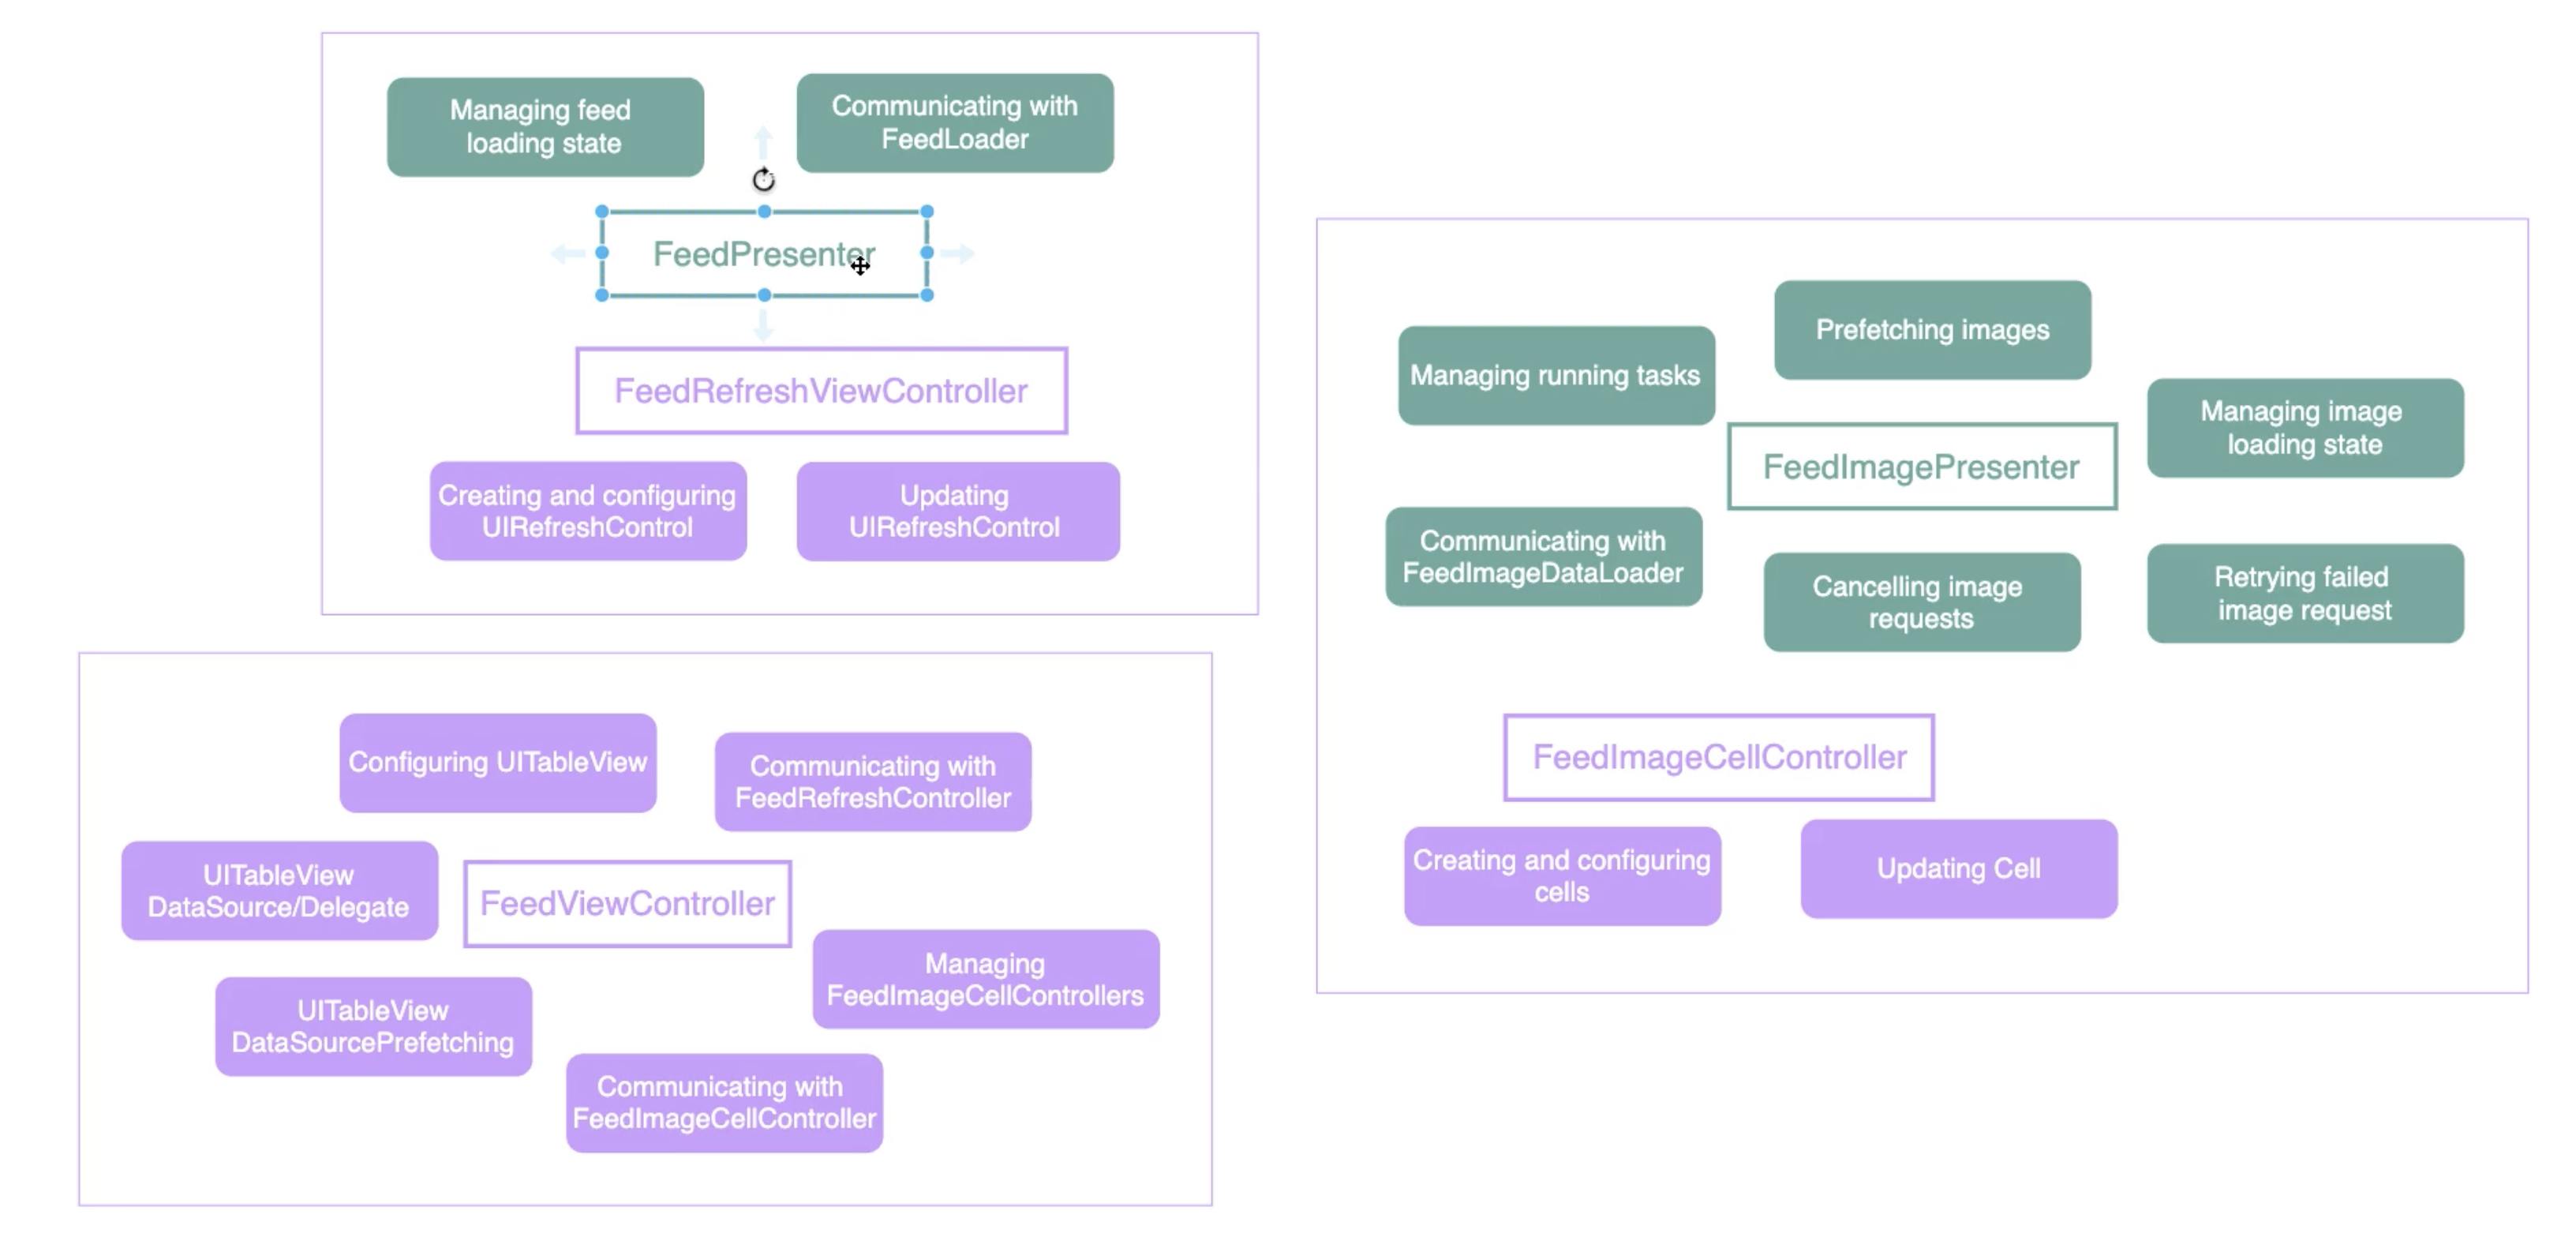 Managing feed
loading state
Communicating with
FeedLoader
FeedPresenter
FeedRefreshViewController
Creating and configuring
UIRefreshControl
Updating
UIRefreshControl
Configuring UITableView
Communicating with
FeedRefreshController
UITableView
DataSource/Delegate
FeedViewController
Managing
FeedImageCellControllers
UITableView
DataSourcePrefetching
Communicating with
FeedImageCellController
Prefetching images
Managing running tasks
Managing image
loading state
FeedImagePresenter
Communicating with
FeedImageDataLoader
Cancelling image
requests
Retrying failed
image request
FeedImageCellController
Creating and configuring
cells
Updating Cell